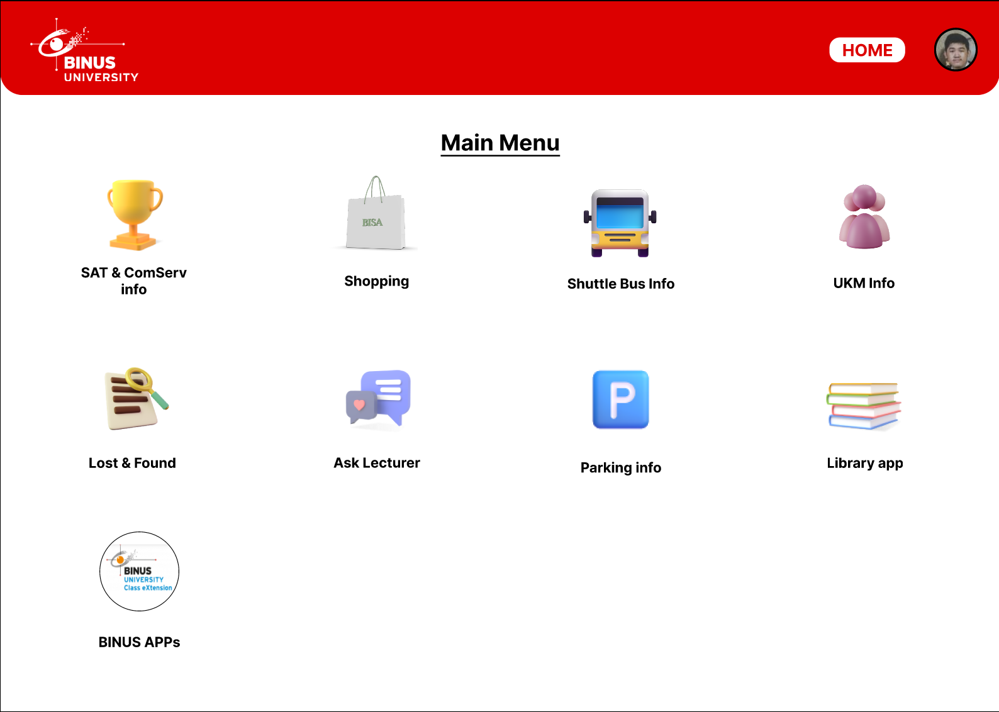 BINUS
UNIVERSITY
HOME
Main Menu
BISA
SAT & ComServ
info
Shopping
Shuttle Bus Info
UKM Info
P
Lost & Found
Ask Lecturer
Parking info
Library app
BINUS
UNIVERSITY
Class eXtension
BINUS APPs